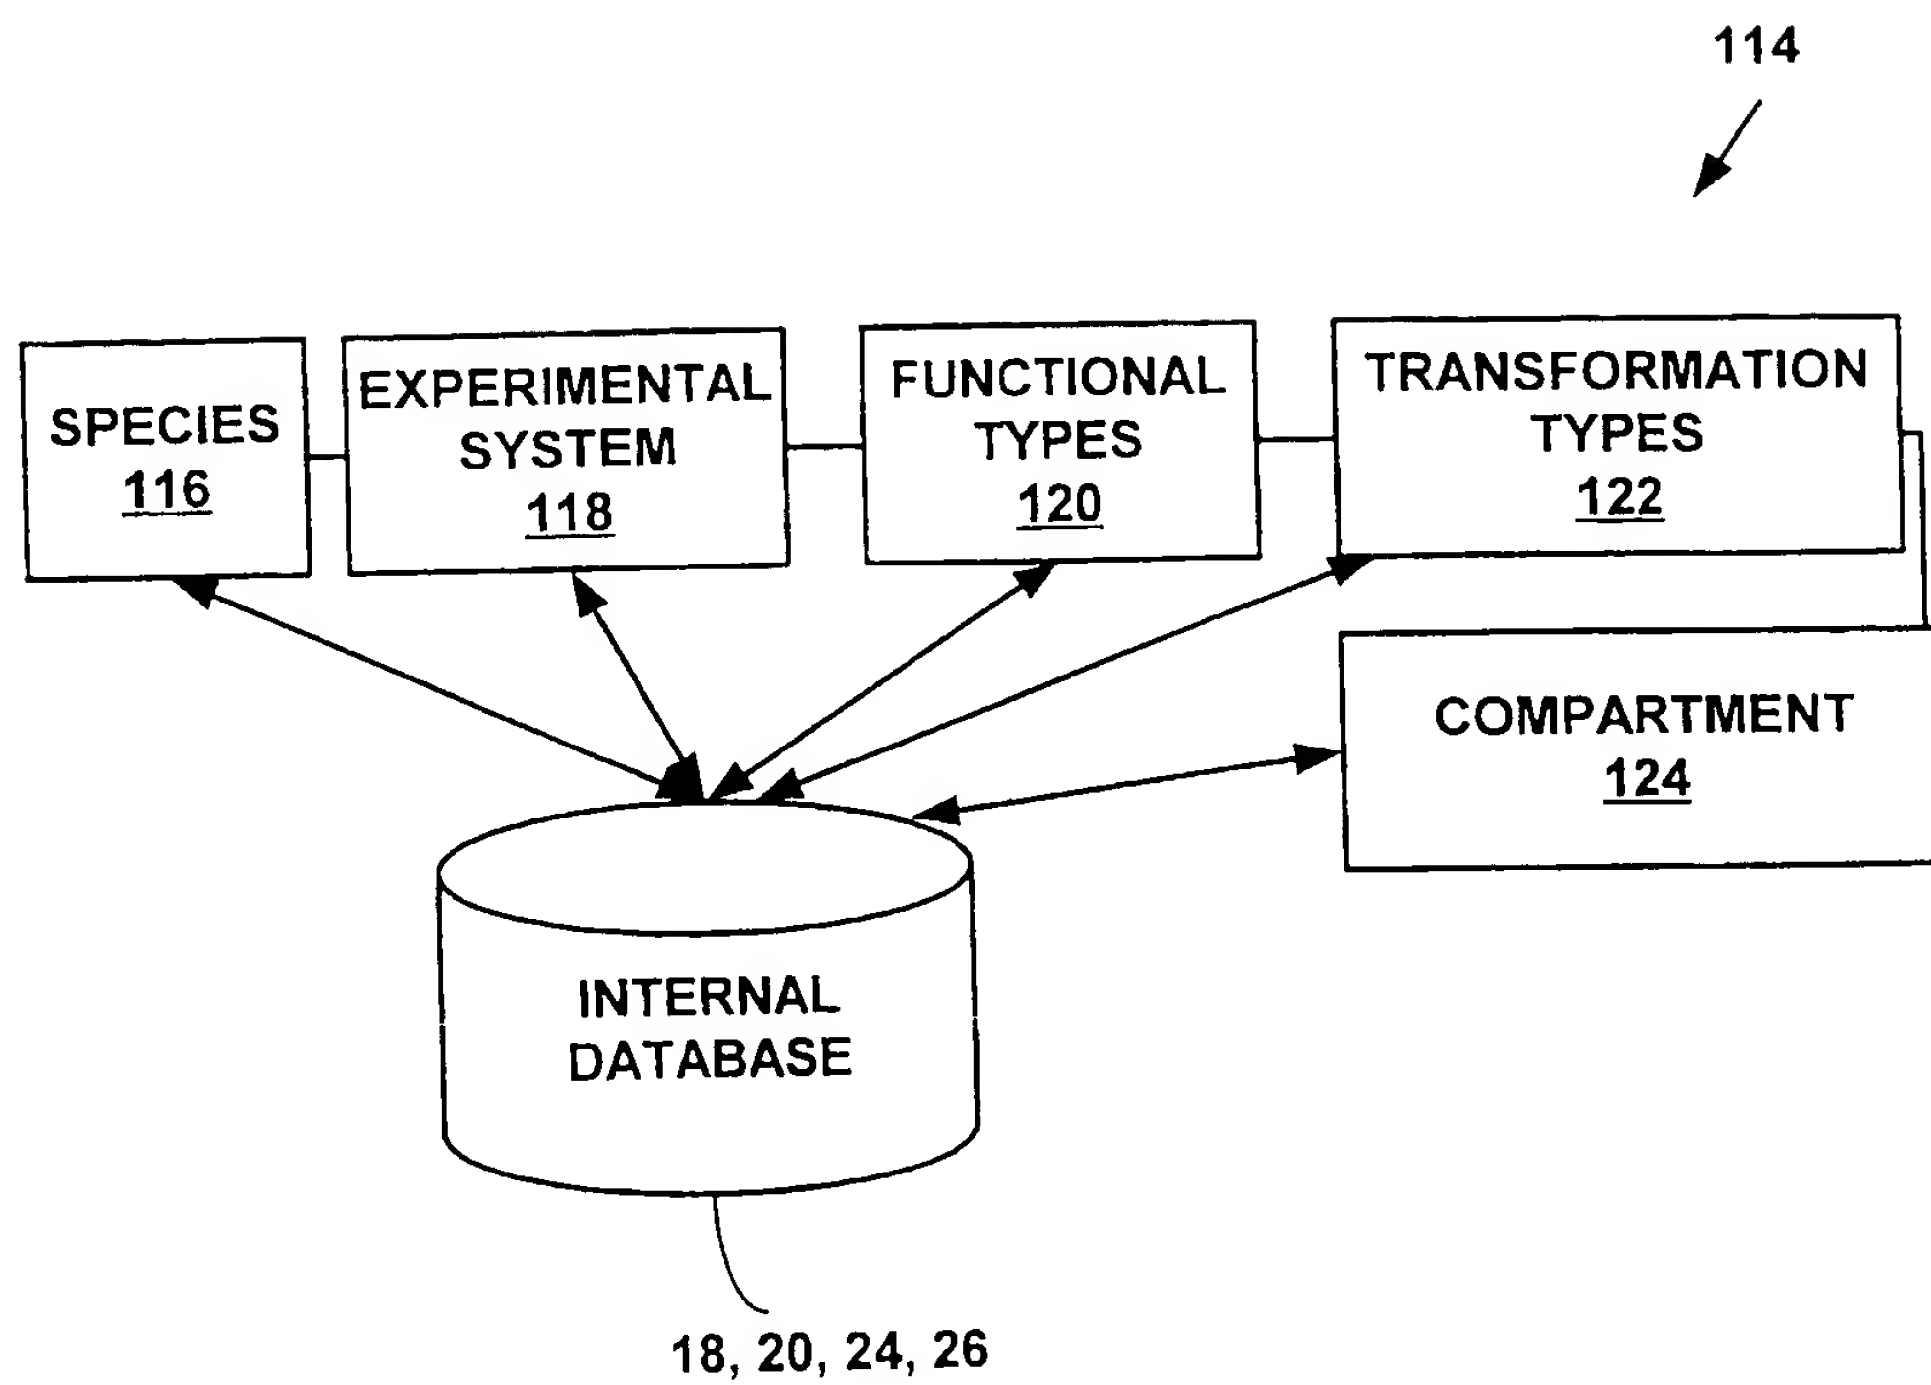 114
SPECIES
116
EXPERIMENTAL
SYSTEM
118
FUNCTIONAL
TYPES
120
TRANSFORMATION
TYPES
122
COMPARTMENT
124
INTERNAL
DATABASE
18, 20, 24, 26